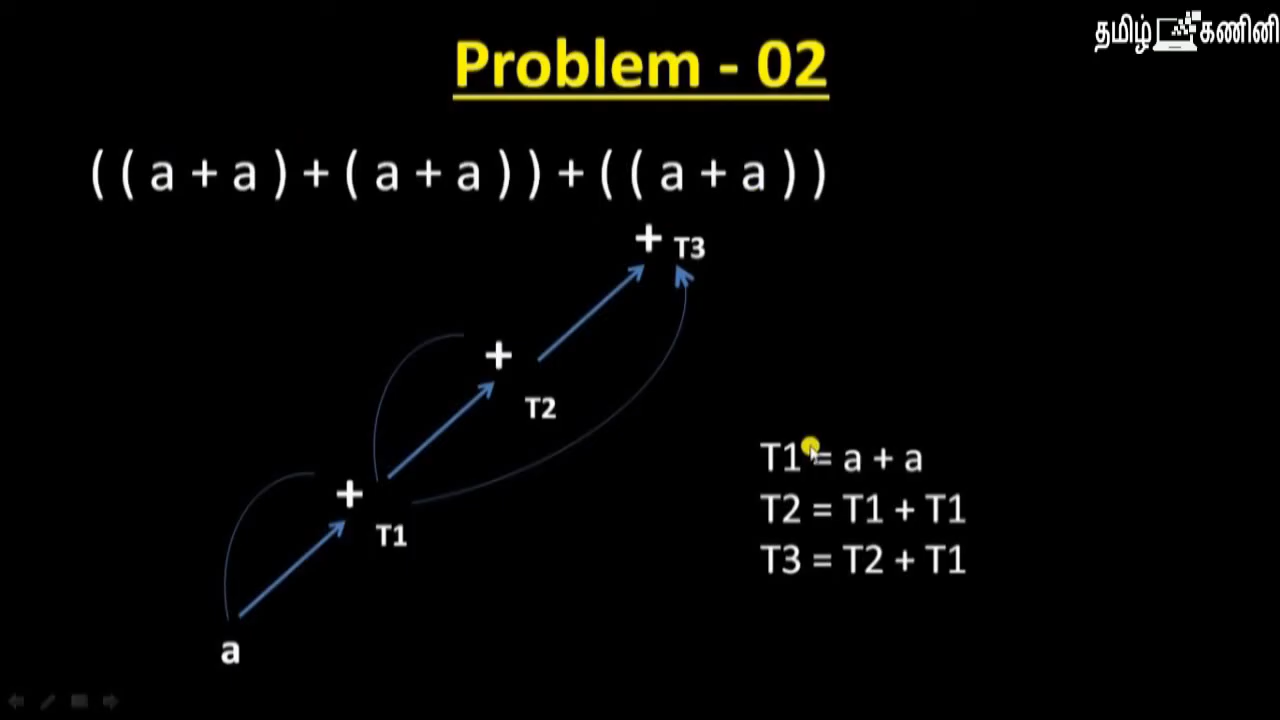 தமிழ் கணினி
Problem - 02
( ( a + a ) + ( a + a ) ) + ( ( a + a ) )
+ T3
+
T2
T1 = a + a
+
T2 = T1 + T1
T1
T3 = T2 + T1
a